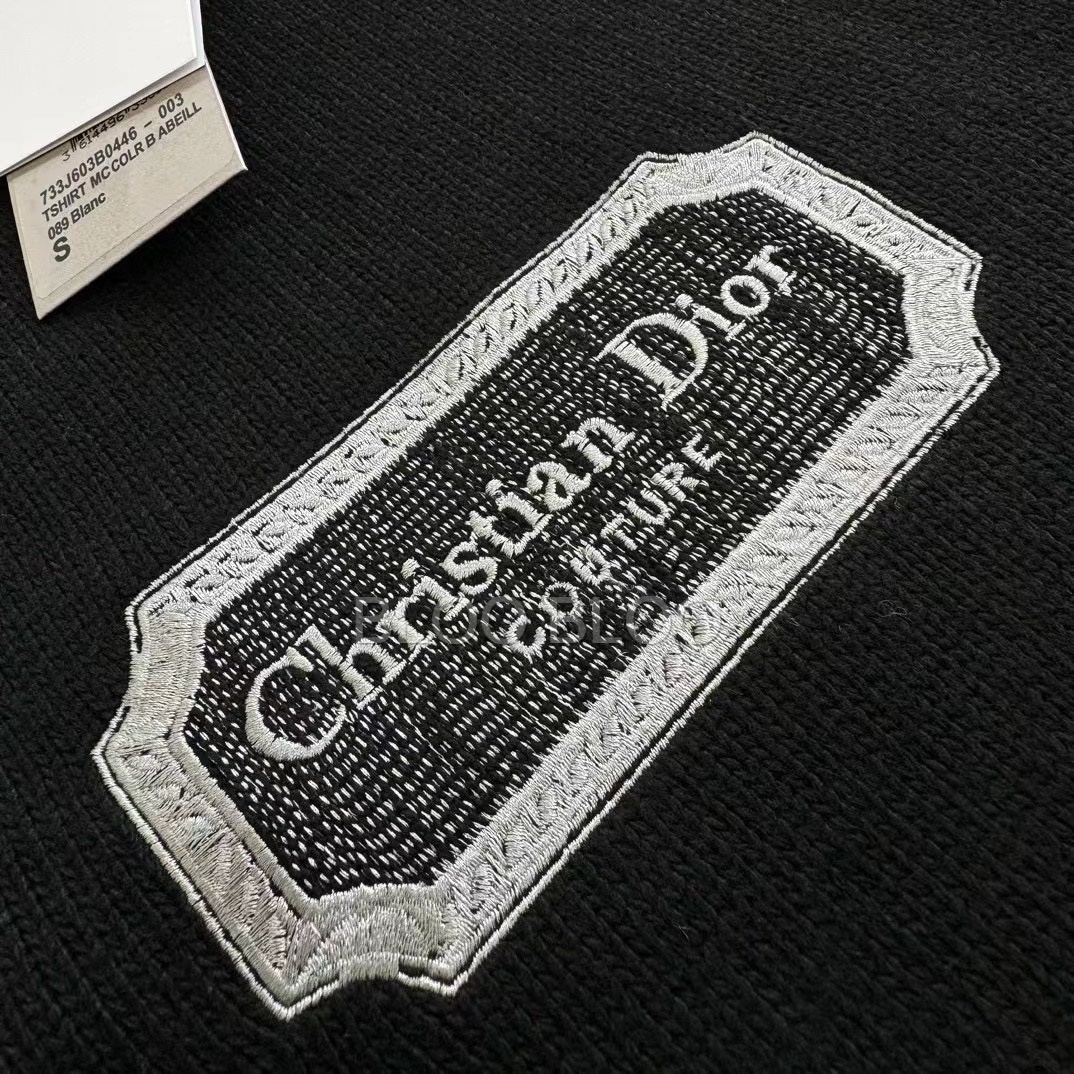 733J603B0446 - 003
TSHIRT MC COLR B ABEILL
089 Blanc
S
Christian Dior
COUTURE